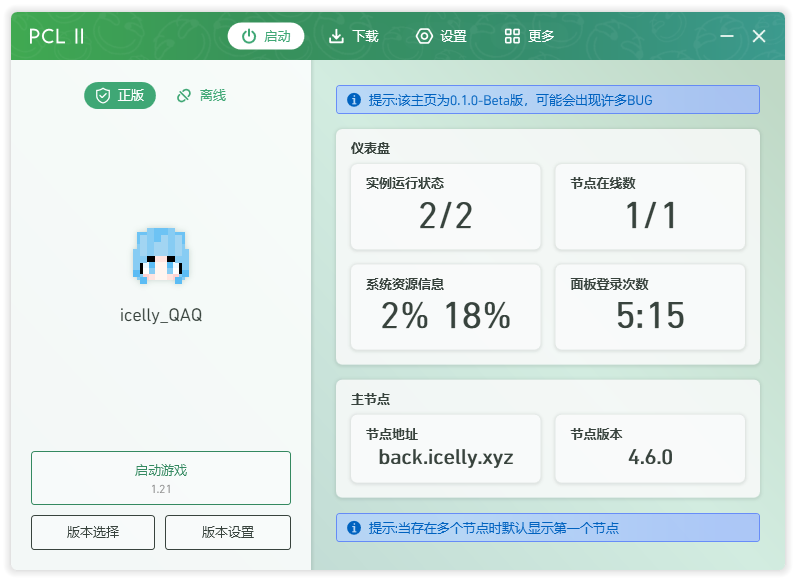 PCL II
启动
下载
设置
更多
正版
离线
icelly_QAQ
启动游戏
1.21
版本选择
版本设置
提示:该主页为0.1.0-Beta版，可能会出现许多BUG
仪表盘
实例运行状态
2/2
节点在线数
1/1
系统资源信息
2% 18%
面板登录次数
5:15
主节点
节点地址
back.icelly.xyz
节点版本
4.6.0
提示:当存在多个节点时默认显示第一个节点